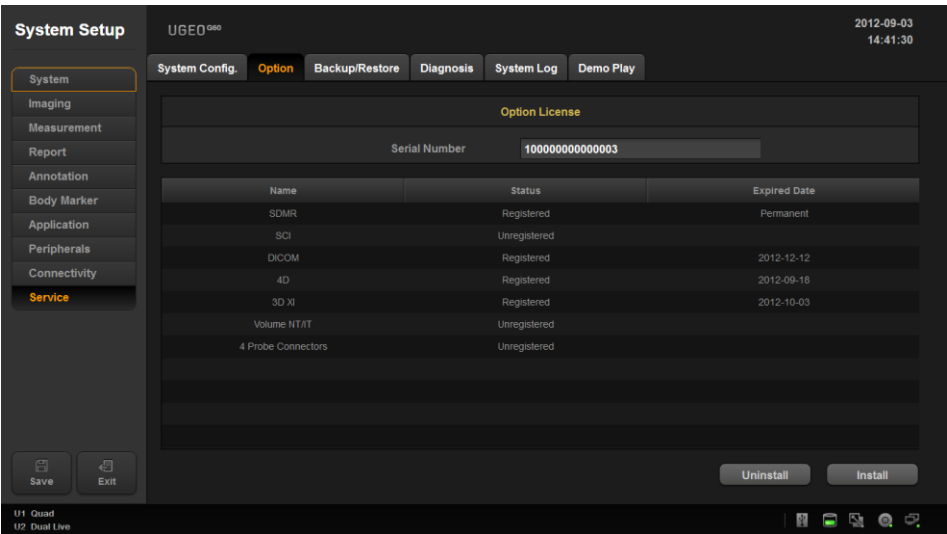 System Setup
UGEO G60
2012-09-03
14:41:30
System Config. Option Backup/Restore Diagnosis System Log Demo Play
System
Imaging
Measurement
Report
Annotation
Body Marker
Application
Peripherals
Connectivity
Service
Option License
Serial Number 100000000000003
Name Status Expired Date
SDMR Registered Permanent
SCI Unregistered
DICOM Registered 2012-12-12
4D Registered 2012-09-18
3D XI Registered 2012-10-03
Volume NT/IT Unregistered
4 Probe Connectors Unregistered
Uninstall Install
Save Exit
U1 Quad
U2 Dual Live